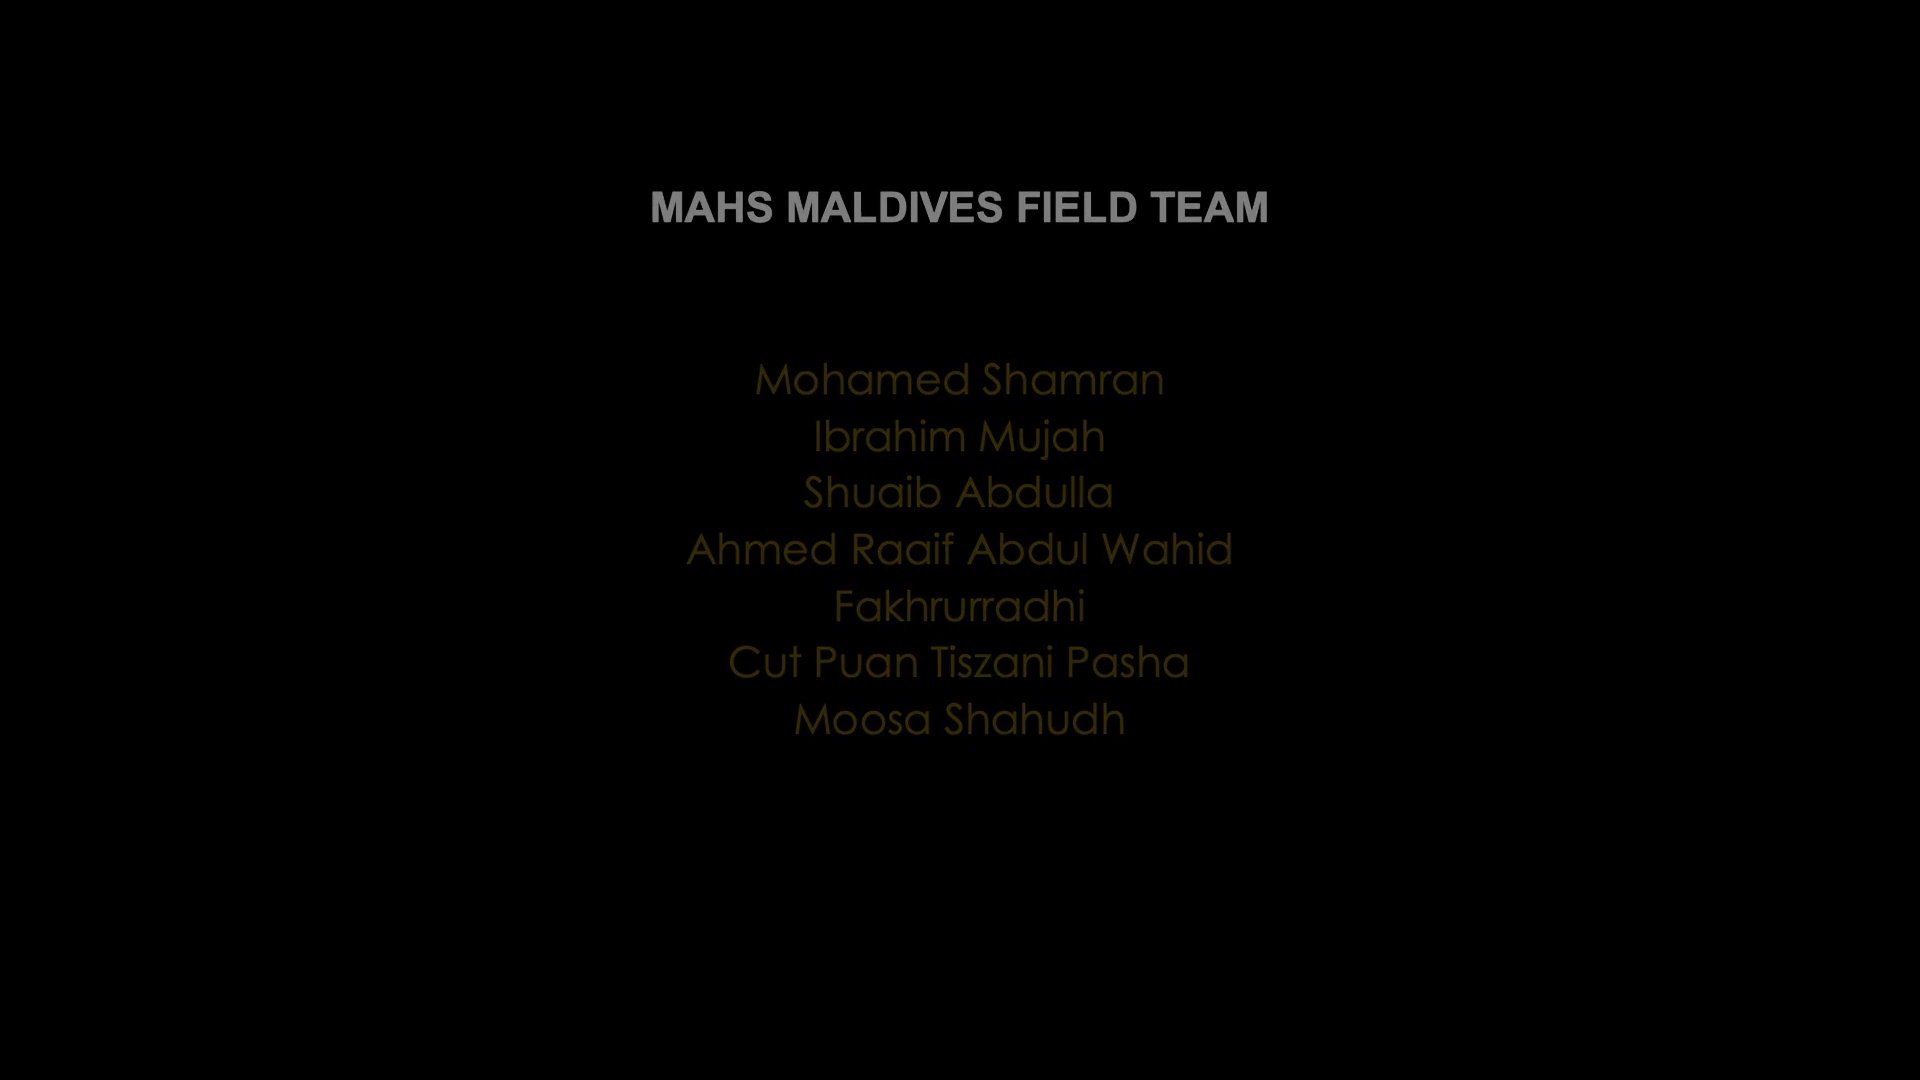 MAHS MALDIVES FIELD TEAM
Mohamed Shamran
Ibrahim Mujah
Shuaib Abdulla
Ahmed Raaif Abdul Wahid
Fakhrurradhi
Cut Puan Tiszani Pasha
Moosa Shahudh